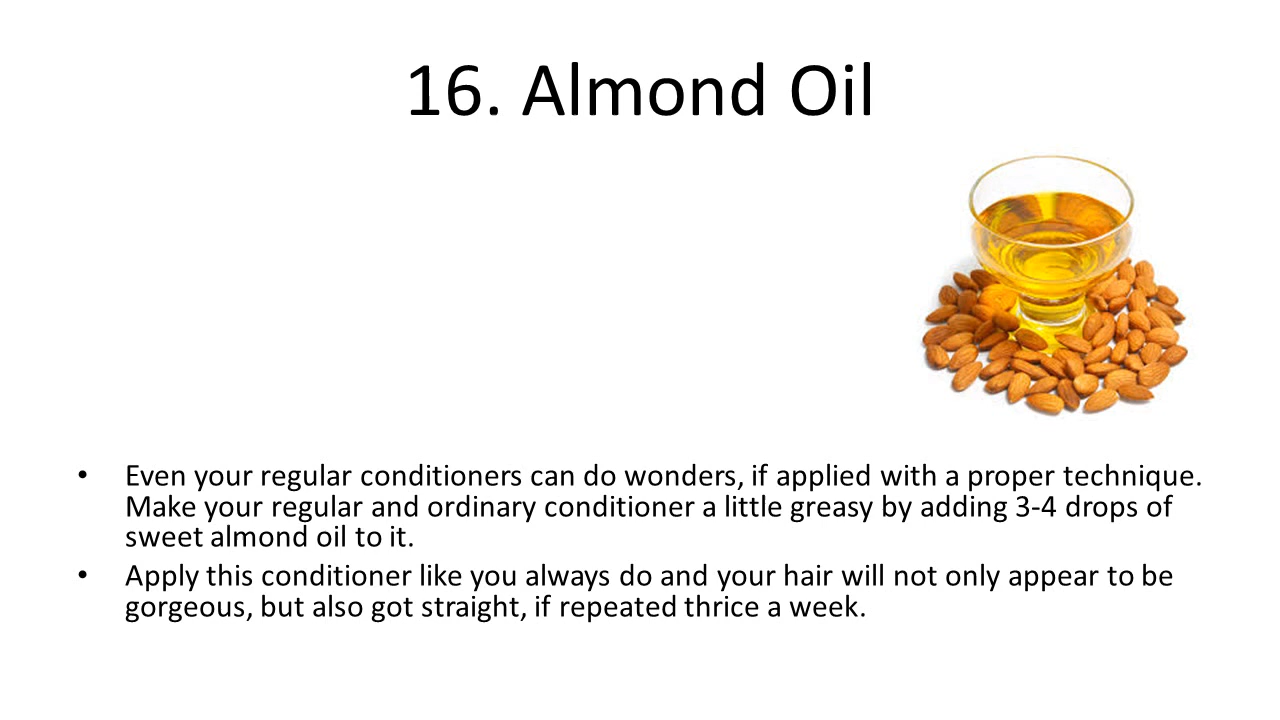 16. Almond Oil
• Even your regular conditioners can do wonders, if applied with a proper technique.
Make your regular and ordinary conditioner a little greasy by adding 3-4 drops of
sweet almond oil to it.
• Apply this conditioner like you always do and your hair will not only appear to be
gorgeous, but also got straight, if repeated thrice a week.